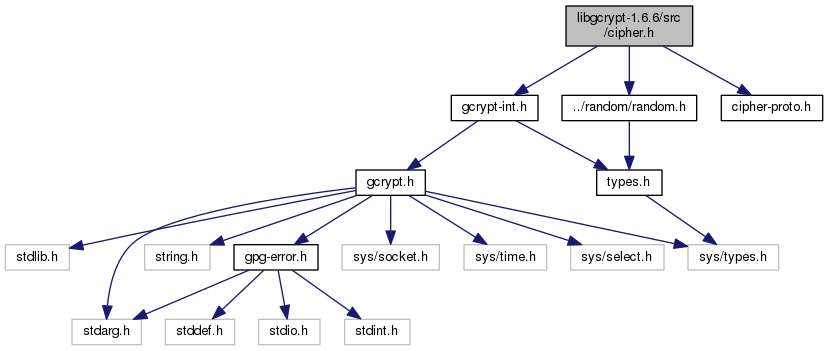 libgcrypt-1.6.6/src
/cipher.h
gcrypt-int.h
../random/random.h
cipher-proto.h
gcrypt.h
types.h
stdlib.h
string.h
gpg-error.h
sys/socket.h
sys/time.h
sys/select.h
sys/types.h
stdarg.h
stddef.h
stdio.h
stdint.h